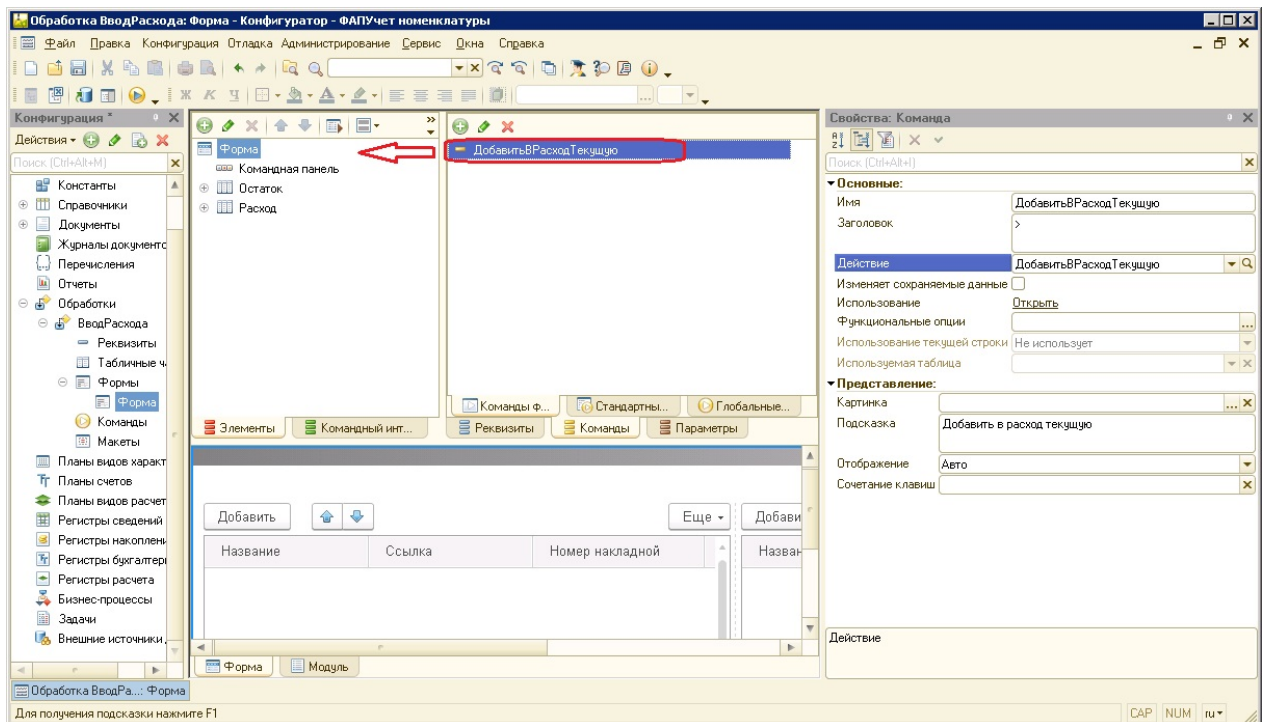 Обработка ВводРасхода: Форма - Конфигуратор - ФАПУчет номенклатуры
Файл Правка Конфигурация Отладка Администрирование Сервис Окна Справка
Ж К Ч
Конфигурация *
Действия
Поиск (Ctrl+Alt+M)
Константы
Справочники
Документы
Журналы документо
Перечисления
Отчеты
Обработки
ВводРасхода
Реквизиты
Табличные ч
Формы
Форма
Команды
Макеты
Планы видов характ
Планы счетов
Планы видов расчет
Регистры сведений
Регистры накоплени
Регистры бухгалтер
Регистры расчета
Бизнес-процессы
Задачи
Внешние источники
Форма
Командная панель
Остаток
Расход
Элементы Командный инт...
ДобавитьВРасходТекущую
Команды ф... Стандартны... Глобальные...
Реквизиты Команды Параметры
Добавить Еще Добави
Название Ссылка Номер накладной Назван
Форма Модуль
Свойства: Команда
Поиск (Ctrl+Alt+I)
Основные:
Имя ДобавитьВРасходТекущую
Заголовок >
Действие ДобавитьВРасходТекущую
Изменяет сохраняемые данные
Использование Открыть
Функциональные опции ...
Использование текущей строки Не использует
Используемая таблица
Представление:
Картинка ...
Подсказка Добавить в расход текущую
Отображение Авто
Сочетание клавиш
Действие
Обработка ВводРа...: Форма
Для получения подсказки нажмите F1 CAP NUM ru